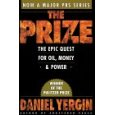 NOW A MAJOR PBS SERIES
THE
PRIZE
THE EPIC QUEST
FOR OIL, MONEY
& POWER
WINNER
OF THE
PULITZER PRIZE
DANIEL YERGIN